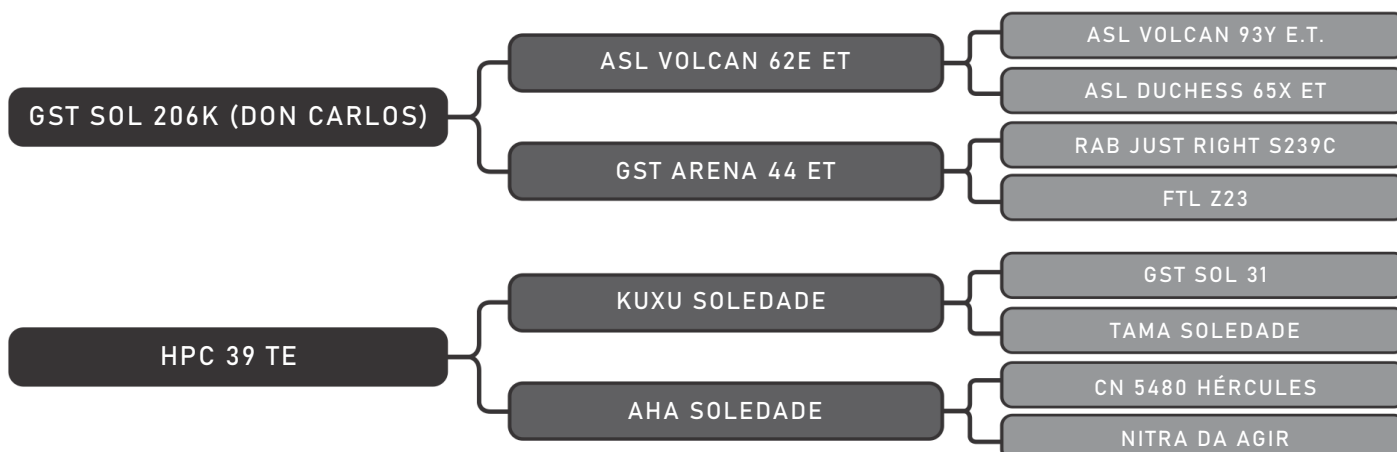 GST SOL 206K (DON CARLOS)
ASL VOLCAN 62E ET
ASL VOLCAN 93Y E.T.
ASL DUCHESS 65X ET
GST ARENA 44 ET
RAB JUST RIGHT S239C
FTL Z23
HPC 39 TE
KUXU SOLEDADE
GST SOL 31
TAMA SOLEDADE
AHA SOLEDADE
CN 5480 HÉRCULES
NITRA DA AGIR